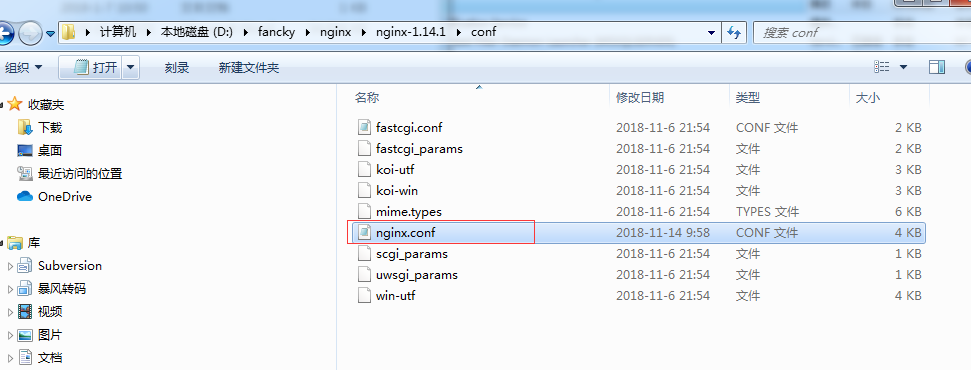 计算机 本地磁盘 (D:) fancky nginx nginx-1.14.1 conf 搜索 conf
组织 打开 刻录 新建文件夹
名称 修改日期 类型 大小
收藏夹
下载
桌面
最近访问的位置
OneDrive
库
Subversion
暴风转码
视频
图片
文档
fastcgi.conf 2018-11-6 21:54 CONF 文件 2 KB
fastcgi_params 2018-11-6 21:54 文件 2 KB
koi-utf 2018-11-6 21:54 文件 3 KB
koi-win 2018-11-6 21:54 文件 3 KB
mime.types 2018-11-6 21:54 TYPES 文件 6 KB
nginx.conf 2018-11-14 9:58 CONF 文件 4 KB
scgi_params 2018-11-6 21:54 文件 1 KB
uwsgi_params 2018-11-6 21:54 文件 1 KB
win-utf 2018-11-6 21:54 文件 4 KB